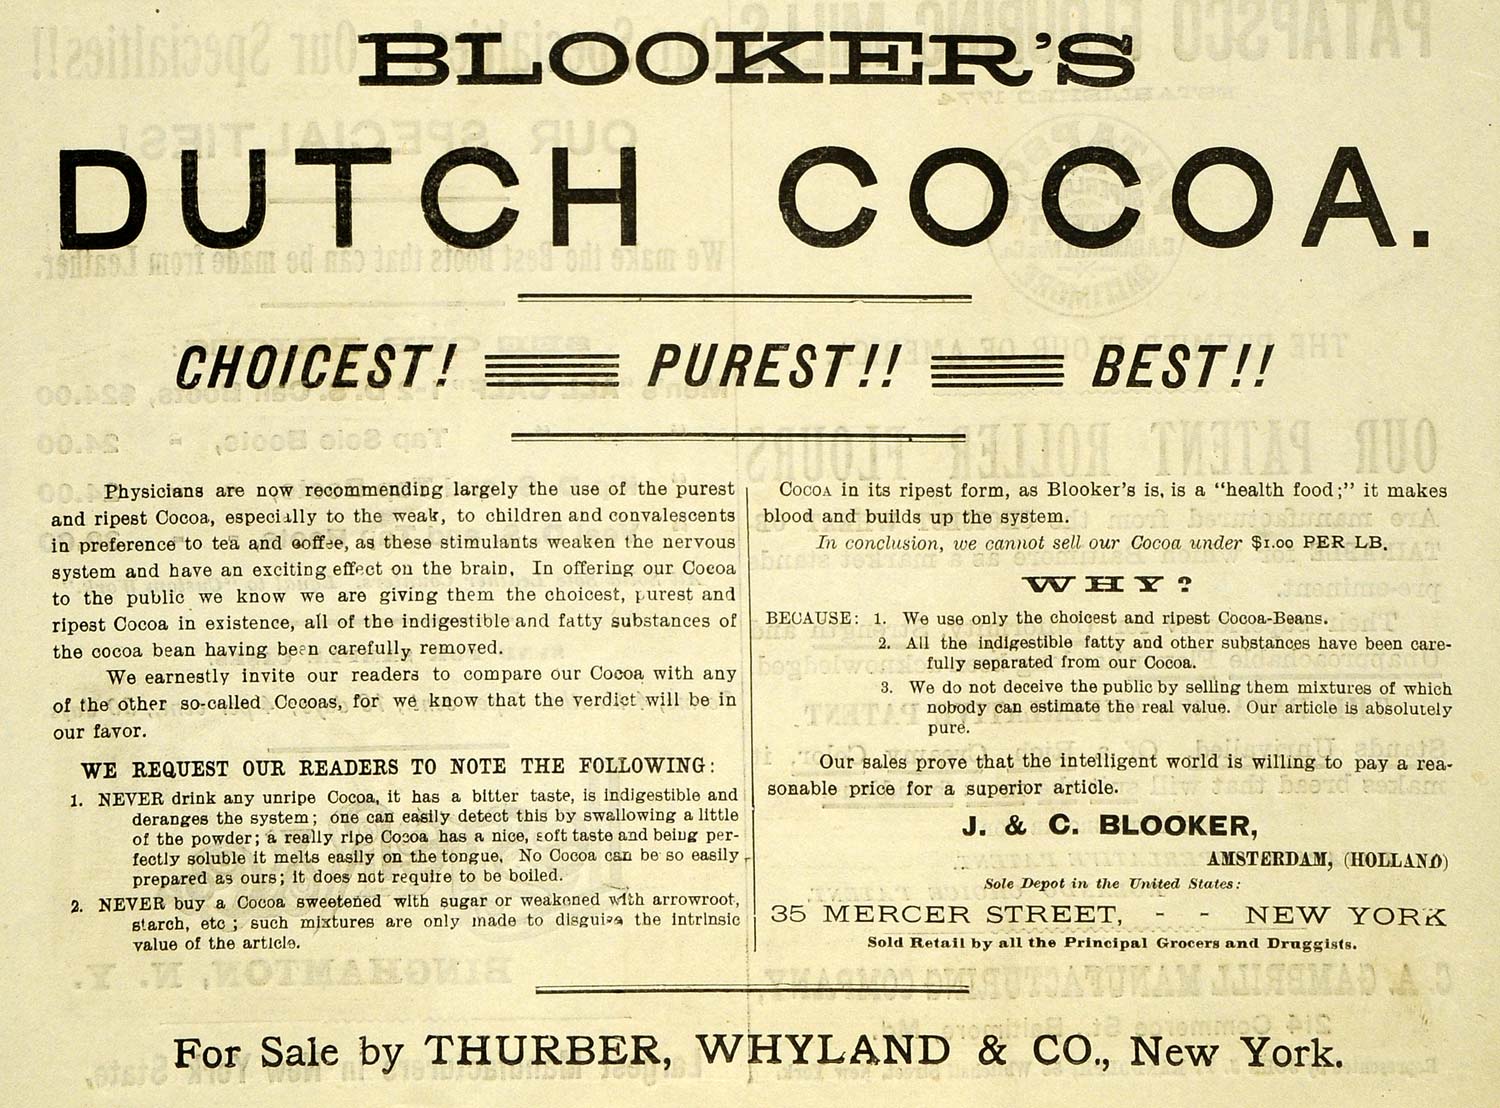 BLOOKER'S
DUTCH COCOA.
CHOICEST! PUREST!! BEST!!
Physicians are now recommending largely the use of the purest
and ripest Cocoa, especially to the weak, to children and convalescents
in preference to tea and coffee, as these stimulants weaken the nervous
system and have an exciting effect on the brain. In offering our Cocoa
to the public we know we are giving them the choicest, purest and
ripest Cocoa in existence, all of the indigestible and fatty substances of
the cocoa bean having been carefully removed.
We earnestly invite our readers to compare our Cocoa with any
of the other so-called Cocoas, for we know that the verdict will be in
our favor.
WE REQUEST OUR READERS TO NOTE THE FOLLOWING:
1. NEVER drink any unripe Cocoa, it has a bitter taste, is indigestible and
deranges the system; one can easily detect this by swallowing a little
of the powder; a really ripe Cocoa has a nice, soft taste and being per-
fectly soluble it melts easily on the tongue. No Cocoa can be so easily
prepared as ours; it does not require to be boiled.
2. NEVER buy a Cocoa sweetened with sugar or weakened with arrowroot,
starch, etc ; such mixtures are only made to disguise the intrinsic
value of the article.
COCOA in its ripest form, as Blooker's is, is a "health food;" it makes
blood and builds up the system.
In conclusion, we cannot sell our Cocoa under $1.00 PER LB.
WHY?
BECAUSE: 1. We use only the choicest and ripest Cocoa-Beans.
2. All the indigestible fatty and other substances have been care-
fully separated from our Cocoa.
3. We do not deceive the public by selling them mixtures of which
nobody can estimate the real value. Our article is absolutely
pure.
Our sales prove that the intelligent world is willing to pay a rea-
sonable price for a superior article.
J. & C. BLOOKER,
AMSTERDAM, (HOLLAND)
Sole Depot in the United States:
35 MERCER STREET, - - NEW YORK
Sold Retail by all the Principal Grocers and Druggists.
For Sale by THURBER, WHYLAND & CO., New York.